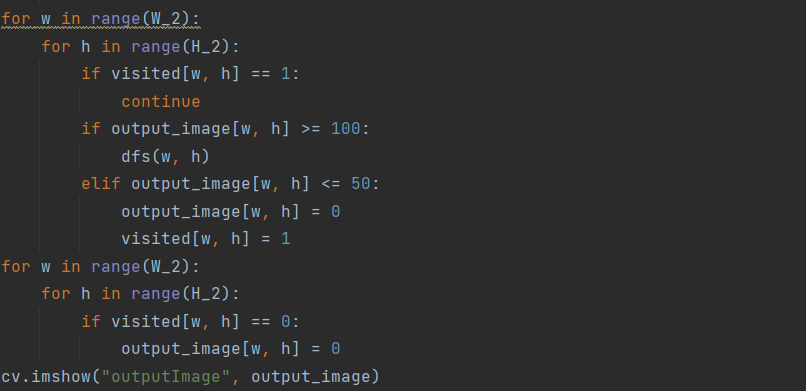 for w in range(W_2):
    for h in range(H_2):
        if visited[w, h] == 1:
            continue
        if output_image[w, h] >= 100:
            dfs(w, h)
        elif output_image[w, h] <= 50:
            output_image[w, h] = 0
            visited[w, h] = 1
for w in range(W_2):
    for h in range(H_2):
        if visited[w, h] == 0:
            output_image[w, h] = 0
cv.imshow("outputImage", output_image)